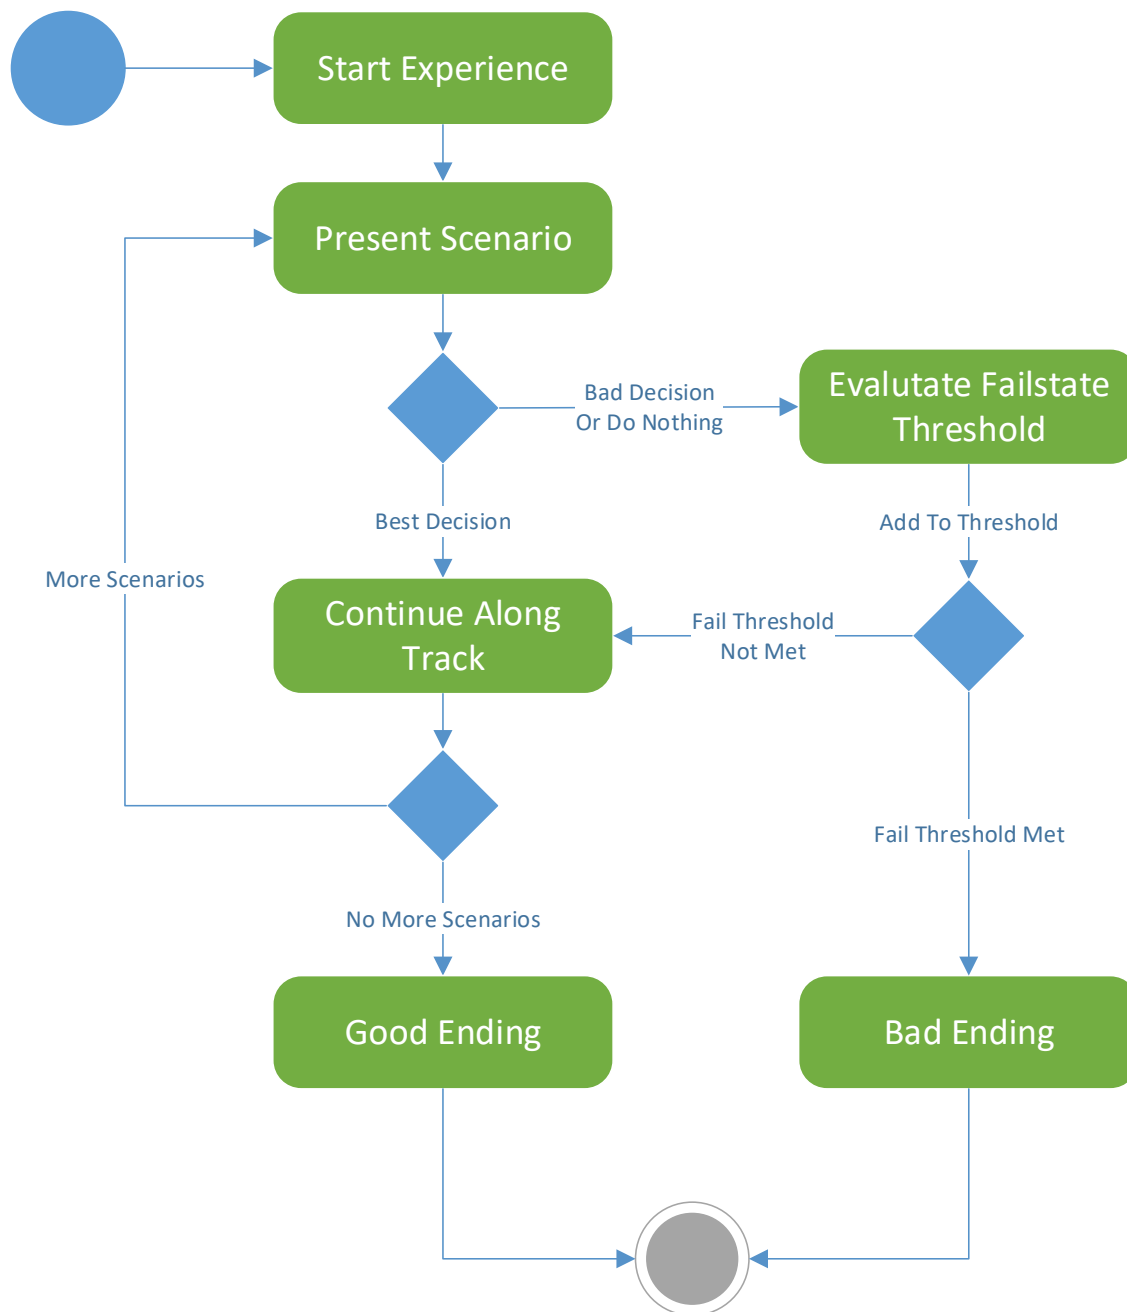 Start Experience
Present Scenario
Bad Decision
Or Do Nothing
Evalutate Failstate
Threshold
Best Decision
Add To Threshold
More Scenarios
Continue Along
Track
Fail Threshold
Not Met
Fail Threshold Met
No More Scenarios
Good Ending
Bad Ending